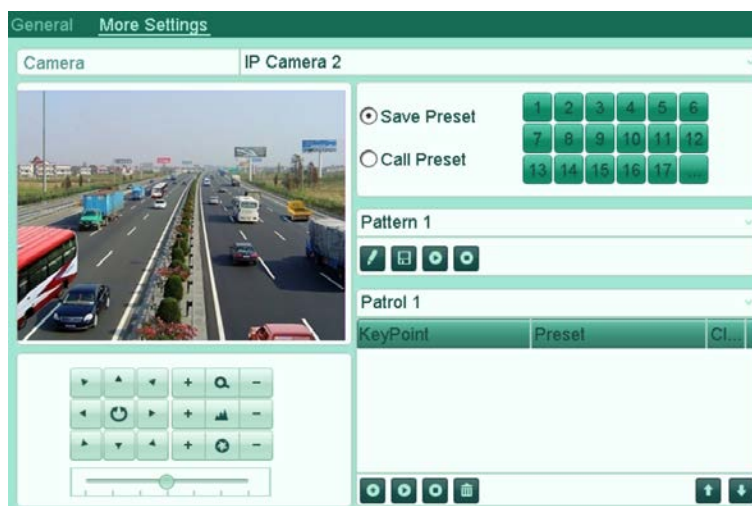 General More Settings
Camera IP Camera 2
Save Preset
Call Preset
1 2 3 4 5 6
7 8 9 10 11 12
13 14 15 16 17 ...
Pattern 1
Patrol 1
KeyPoint Preset Cl...